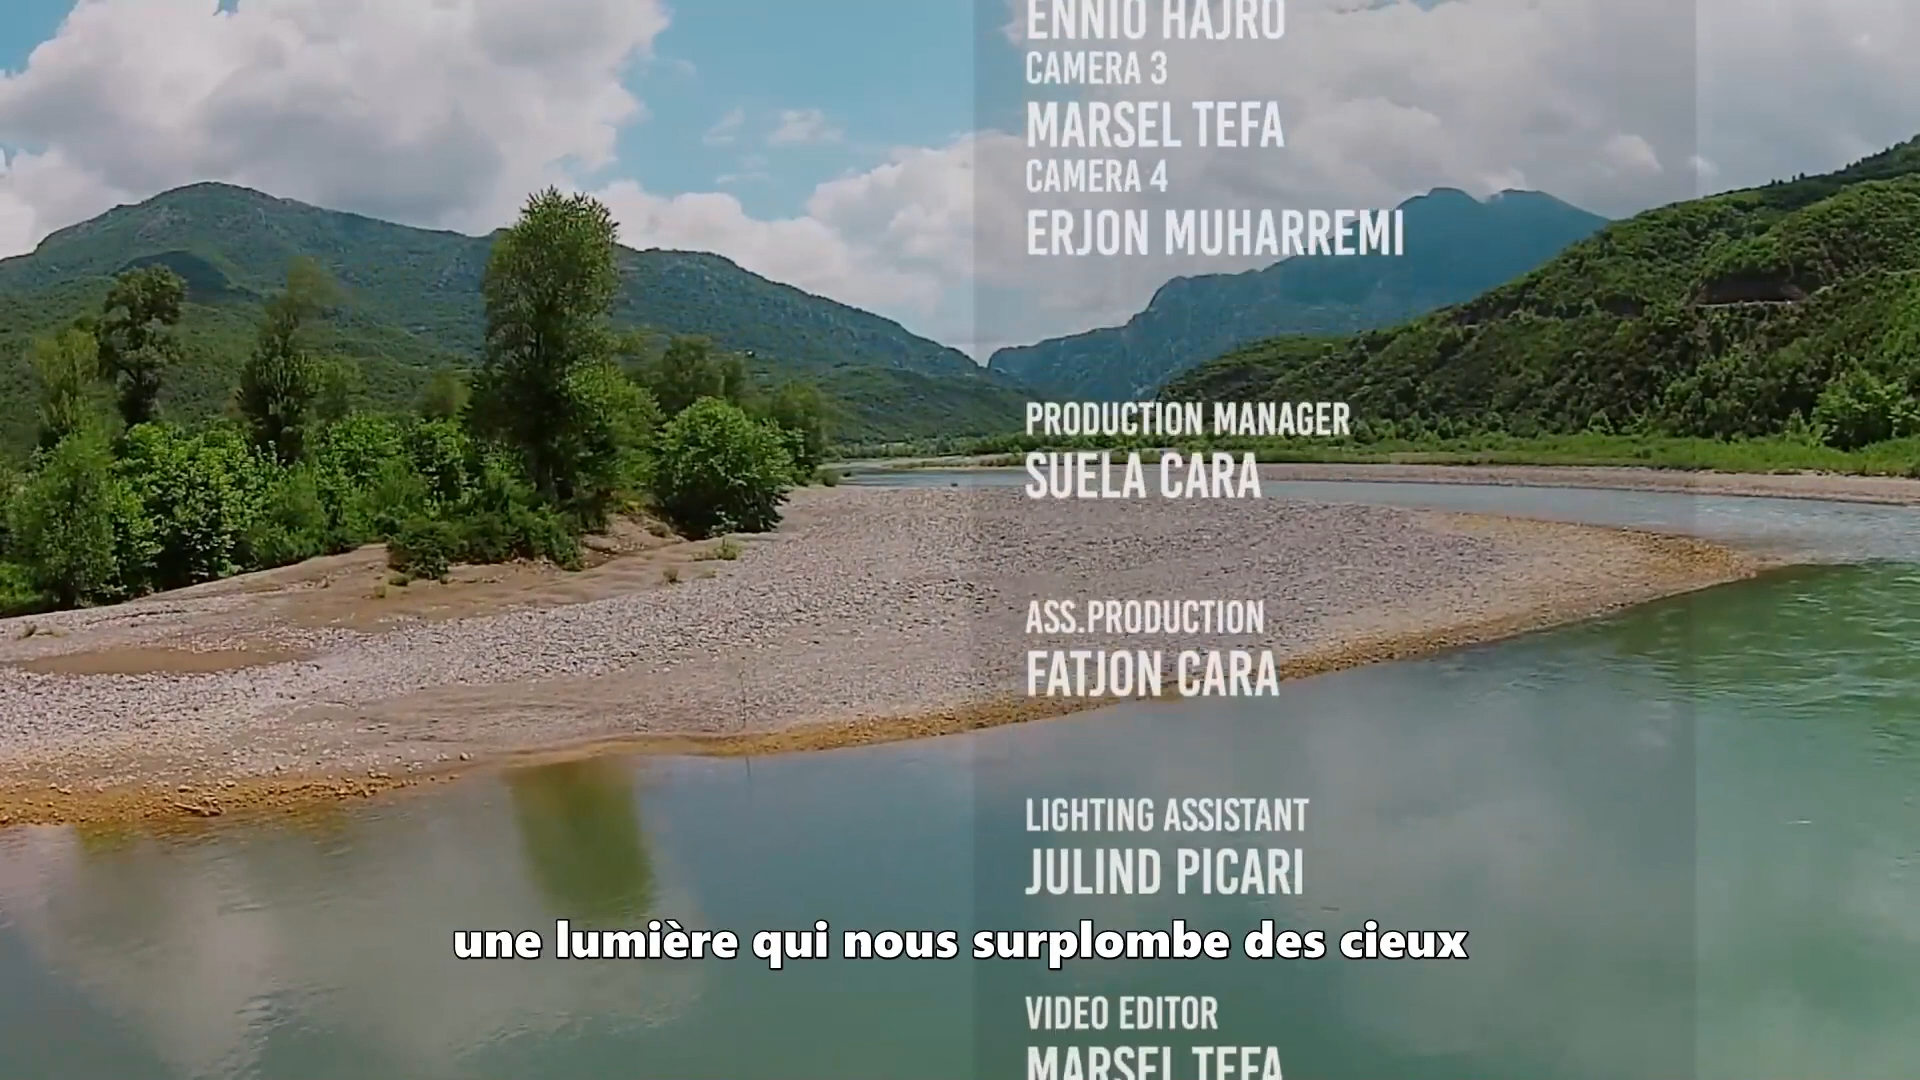 ENNIO HAJRO
CAMERA 3
MARSEL TEFA
CAMERA 4
ERJON MUHARREMI
PRODUCTION MANAGER
SUELA CARA
ASS.PRODUCTION
FATJON CARA
LIGHTING ASSISTANT
JULIND PICARI
une lumière qui nous surplombe des cieux
VIDEO EDITOR
MARSEL TEFA